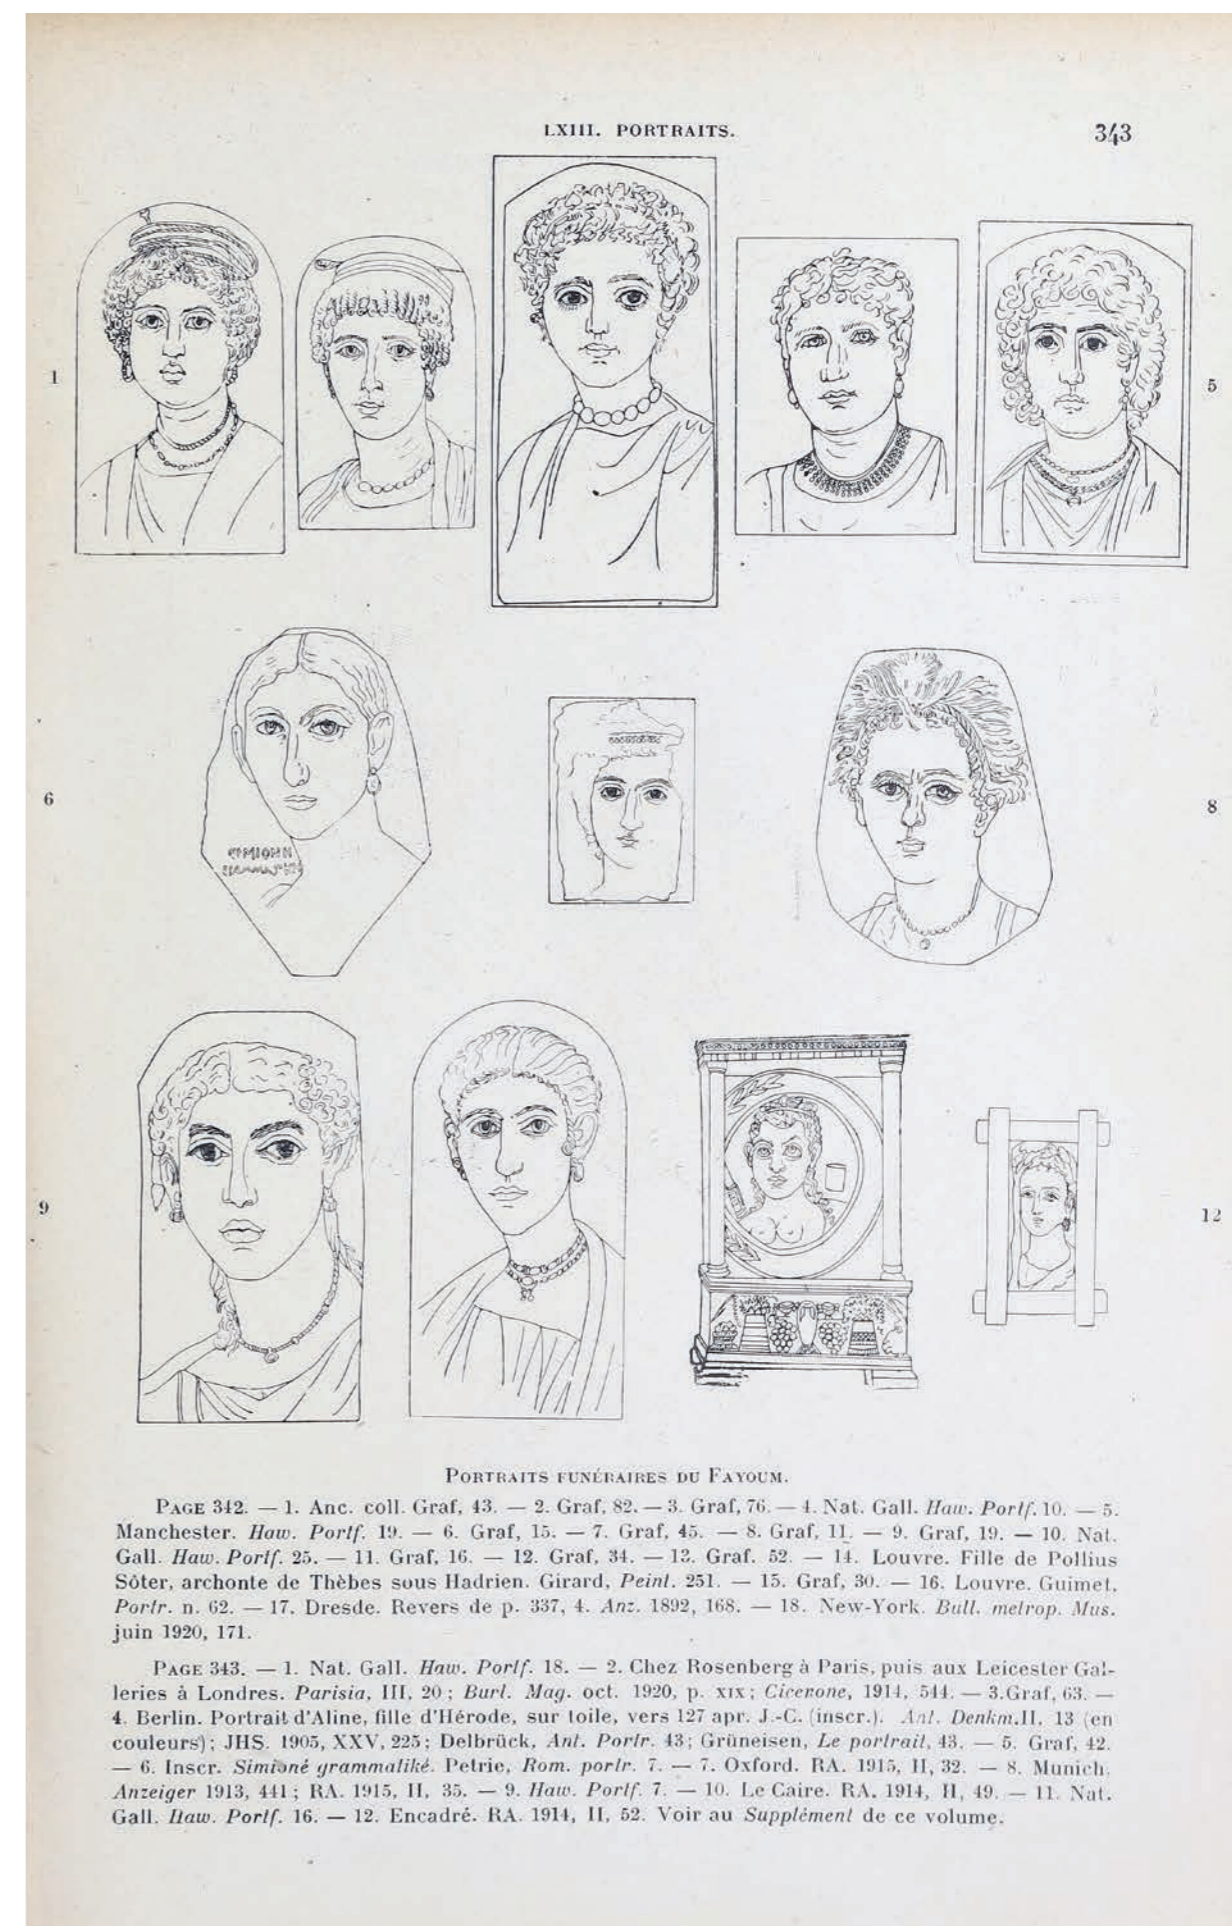 LXIII. PORTRAITS.
343
1
5
6
8
9
12
PORTRAITS FUNÉRAIRES DU FAYOUM.
PAGE 342. — 1. Anc. coll. Graf, 43. — 2. Graf, 82. — 3. Graf, 76. — 4. Nat. Gall. Haw. Portf. 10. — 5.
Manchester. Haw. Portf. 19. — 6. Graf, 15. — 7. Graf, 45. — 8. Graf, 11. — 9. Graf, 19. — 10. Nat.
Gall. Haw. Portf. 25. — 11. Graf, 16. — 12. Graf, 34. — 13. Graf. 52. — 14. Louvre. Fille de Pollius
Sôter, archonte de Thèbes sous Hadrien. Girard, Peint. 251. — 15. Graf, 30. — 16. Louvre. Guimet,
Portr. n. 62. — 17. Dresde. Revers de p. 337, 4. Anz. 1892, 168. — 18. New-York. Bull. metrop. Mus.
juin 1920, 171.
PAGE 343. — 1. Nat. Gall. Haw. Portf. 18. — 2. Chez Rosenberg à Paris, puis aux Leicester Gal-
leries à Londres. Parisia, III, 20 ; Burl. Mag. oct. 1920, p. XIX ; Cicerone, 1914, 544. — 3. Graf, 63. —
4. Berlin. Portrait d'Aline, fille d'Hérode, sur toile, vers 127 apr. J.-C. (inscr.). Ant. Denkm. II, 13 (en
couleurs) ; JHS. 1905, XXV, 225 ; Delbrück, Ant. Portr. 43 ; Grüneisen, Le portrait, 43. — 5. Graf, 42.
— 6. Inscr. Simioné grammatiké. Petrie, Rom. portr. 7. — 7. Oxford. RA. 1915, II, 32. — 8. Munich.
Anzeiger 1913, 441 ; RA. 1915, II, 35. — 9. Haw. Portf. 7. — 10. Le Caire. RA. 1914, II, 49. — 11. Nat.
Gall. Haw. Portf. 16. — 12. Encadré. RA. 1914, II, 52. Voir au Supplément de ce volume.